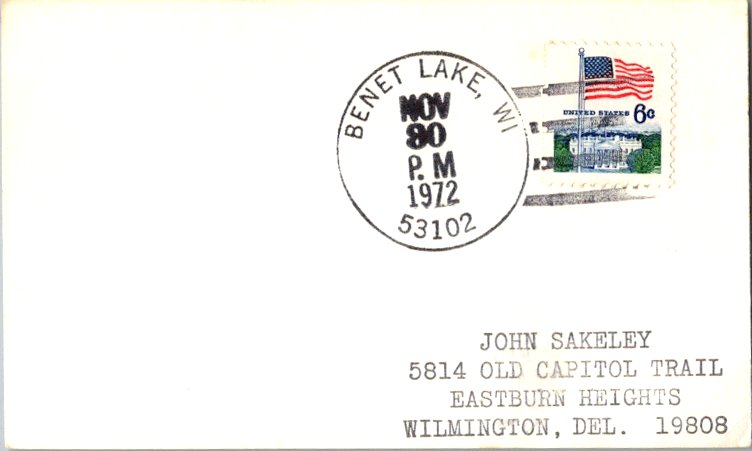 BENET LAKE, WI
NOV
30
P.M
1972
53102
UNITED STATES 6c
JOHN SAKELEY
5814 OLD CAPITOL TRAIL
EASTBURN HEIGHTS
WILMINGTON, DEL. 19808